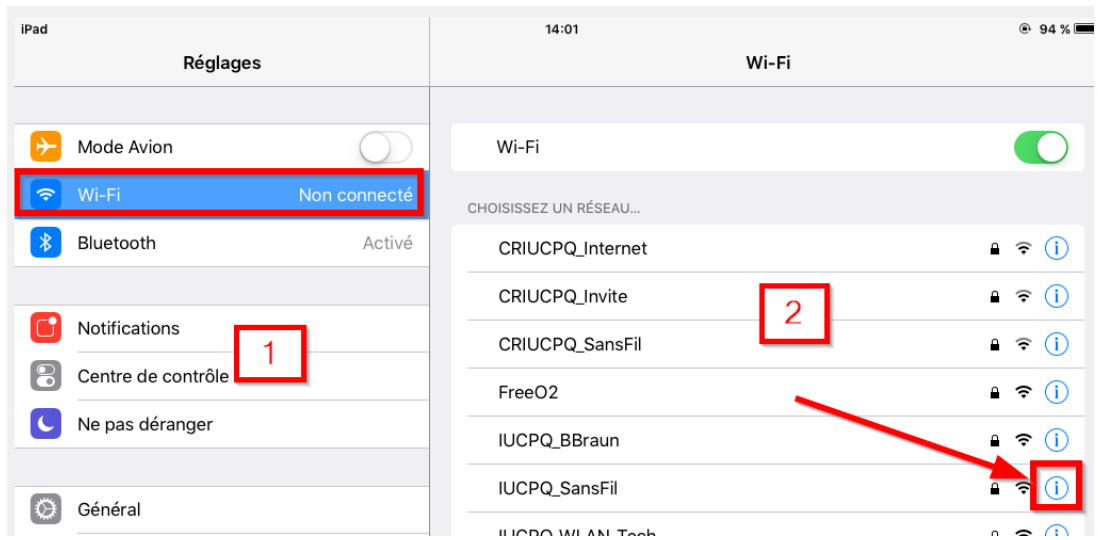 iPad
14:01
94 %
Réglages
Wi-Fi
Mode Avion
Wi-Fi Non connecté
Bluetooth Activé
Notifications
1
Centre de contrôle
Ne pas déranger
Général
Wi-Fi
CHOISISSEZ UN RÉSEAU...
CRIUCPQ_Internet
CRIUCPQ_Invite
2
CRIUCPQ_SansFil
FreeO2
IUCPQ_BBraun
IUCPQ_SansFil
IUCPQ_WLAN_Tech